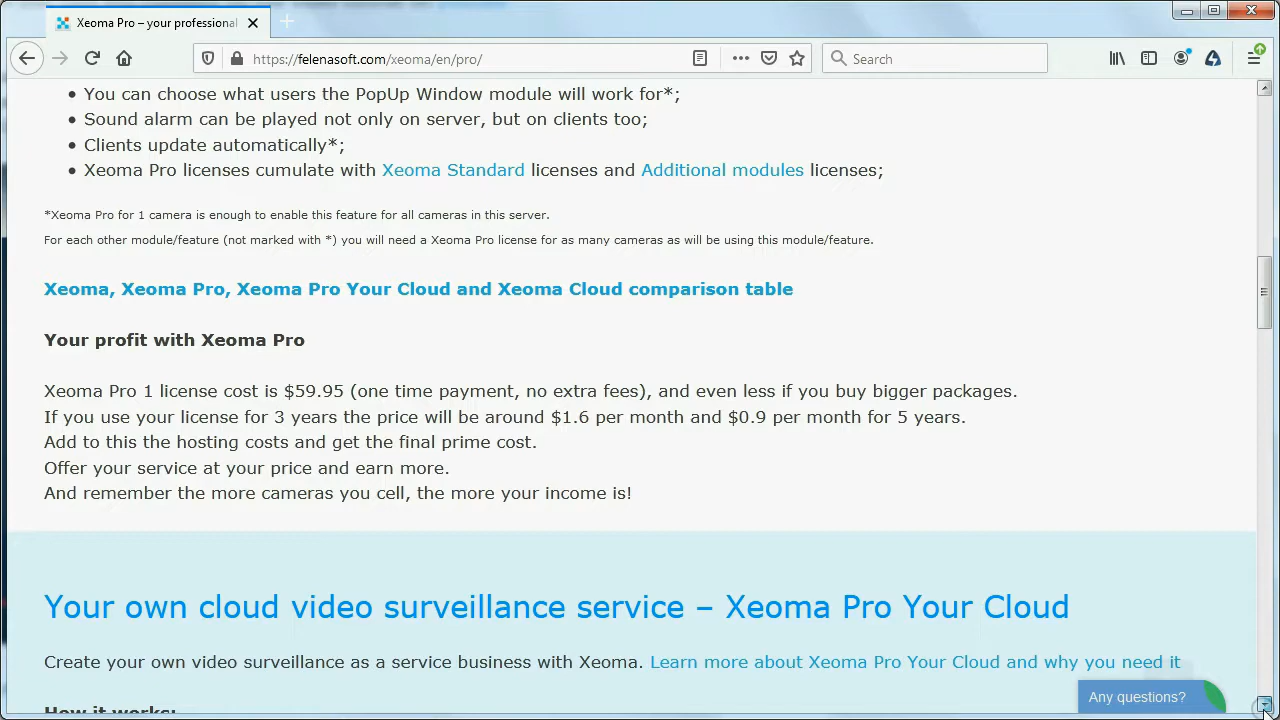 Xeoma Pro – your professional
https://felenasoft.com/xeoma/en/pro/
Search
You can choose what users the PopUp Window module will work for*;
Sound alarm can be played not only on server, but on clients too;
Clients update automatically*;
Xeoma Pro licenses cumulate with Xeoma Standard licenses and Additional modules licenses;
*Xeoma Pro for 1 camera is enough to enable this feature for all cameras in this server.
For each other module/feature (not marked with *) you will need a Xeoma Pro license for as many cameras as will be using this module/feature.
Xeoma, Xeoma Pro, Xeoma Pro Your Cloud and Xeoma Cloud comparison table
Your profit with Xeoma Pro
Xeoma Pro 1 license cost is $59.95 (one time payment, no extra fees), and even less if you buy bigger packages.
If you use your license for 3 years the price will be around $1.6 per month and $0.9 per month for 5 years.
Add to this the hosting costs and get the final prime cost.
Offer your service at your price and earn more.
And remember the more cameras you cell, the more your income is!
Your own cloud video surveillance service – Xeoma Pro Your Cloud
Create your own video surveillance as a service business with Xeoma. Learn more about Xeoma Pro Your Cloud and why you need it
Any questions?
How it works: